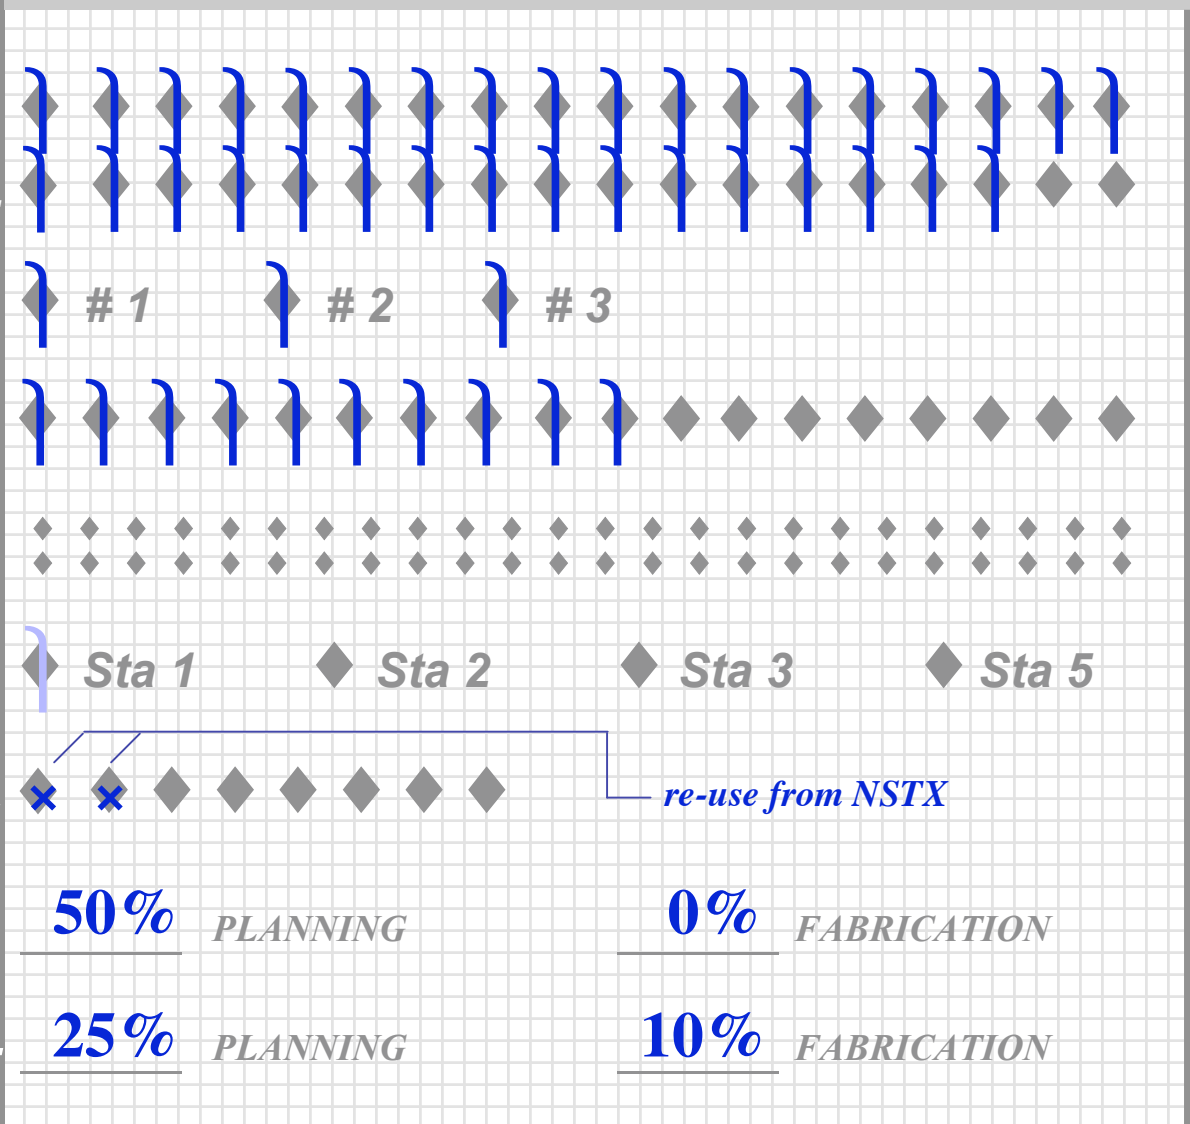 # 1 # 2 # 3
Sta 1 Sta 2 Sta 3 Sta 5
re-use from NSTX
50% PLANNING 0% FABRICATION
25% PLANNING 10% FABRICATION